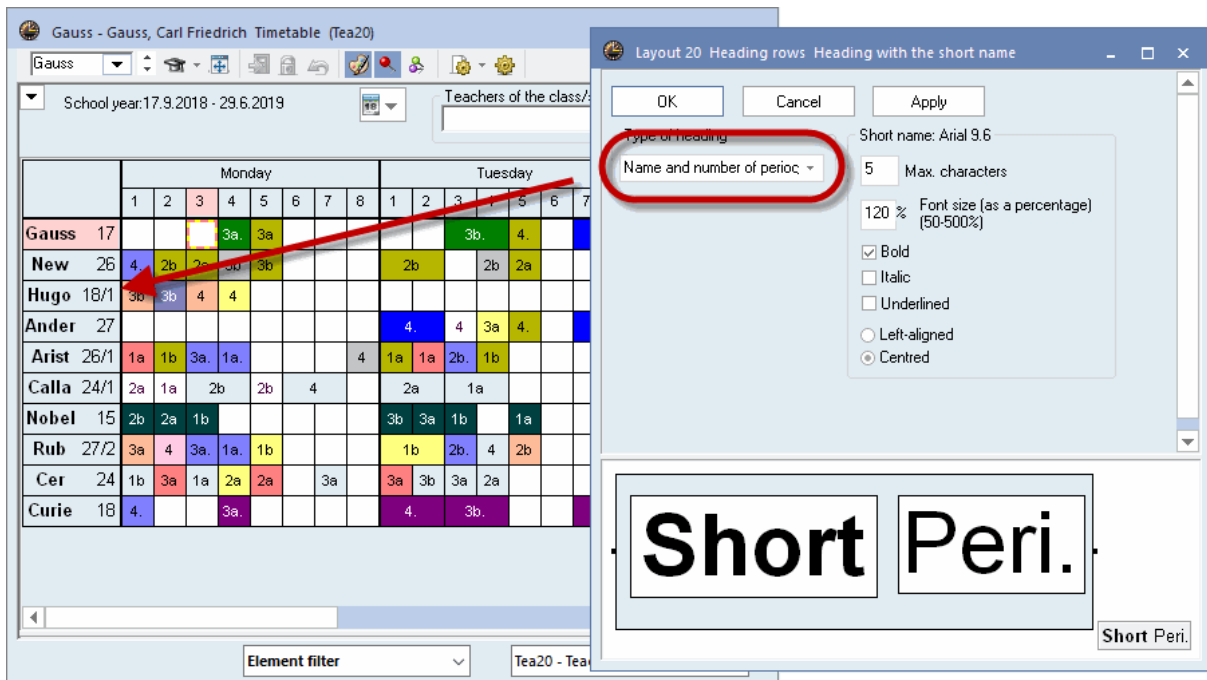 Gauss - Gauss, Carl Friedrich Timetable (Tea20)
Gauss
School year:17.9.2018 - 29.6.2019
Teachers of the class/
Monday Tuesday
1 2 3 4 5 6 7 8 1 2 3 4 5 6 7
Gauss 17 3a. 3a 3b. 4.
New 26 4. 2b 2a 3b 3b 2b 2b 2a
Hugo 18/1 3b 3b 4 4
Ander 27 4. 4 3a 4.
Arist 26/1 1a 1b 3a. 1a. 4 1a 1a 2b. 1b
Calla 24/1 2a 1a 2b 2b 4 2a 1a
Nobel 15 2b 2a 1b 3b 3a 1b 1a
Rub 27/2 3a 4 3a. 1a. 1b 1b 2b. 4 2b
Cer 24 1b 3a 1a 2a 2a 3a 3a 3b 3a 2a
Curie 18 4. 3a. 4. 3b.
Element filter
Tea20 - Tea
Layout 20 Heading rows Heading with the short name
OK Cancel Apply
Type of heading
Name and number of perioc
Short name: Arial 9.6
5 Max. characters
120 % Font size (as a percentage)
(50-500%)
Bold
Italic
Underlined
Left-aligned
Centred
Short Peri.
Short Peri.